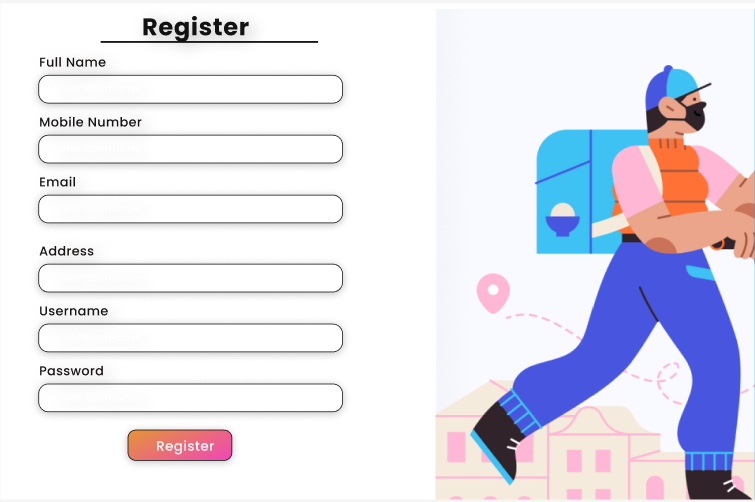 Register
Full Name
Mobile Number
Email
Address
Username
Password
Register